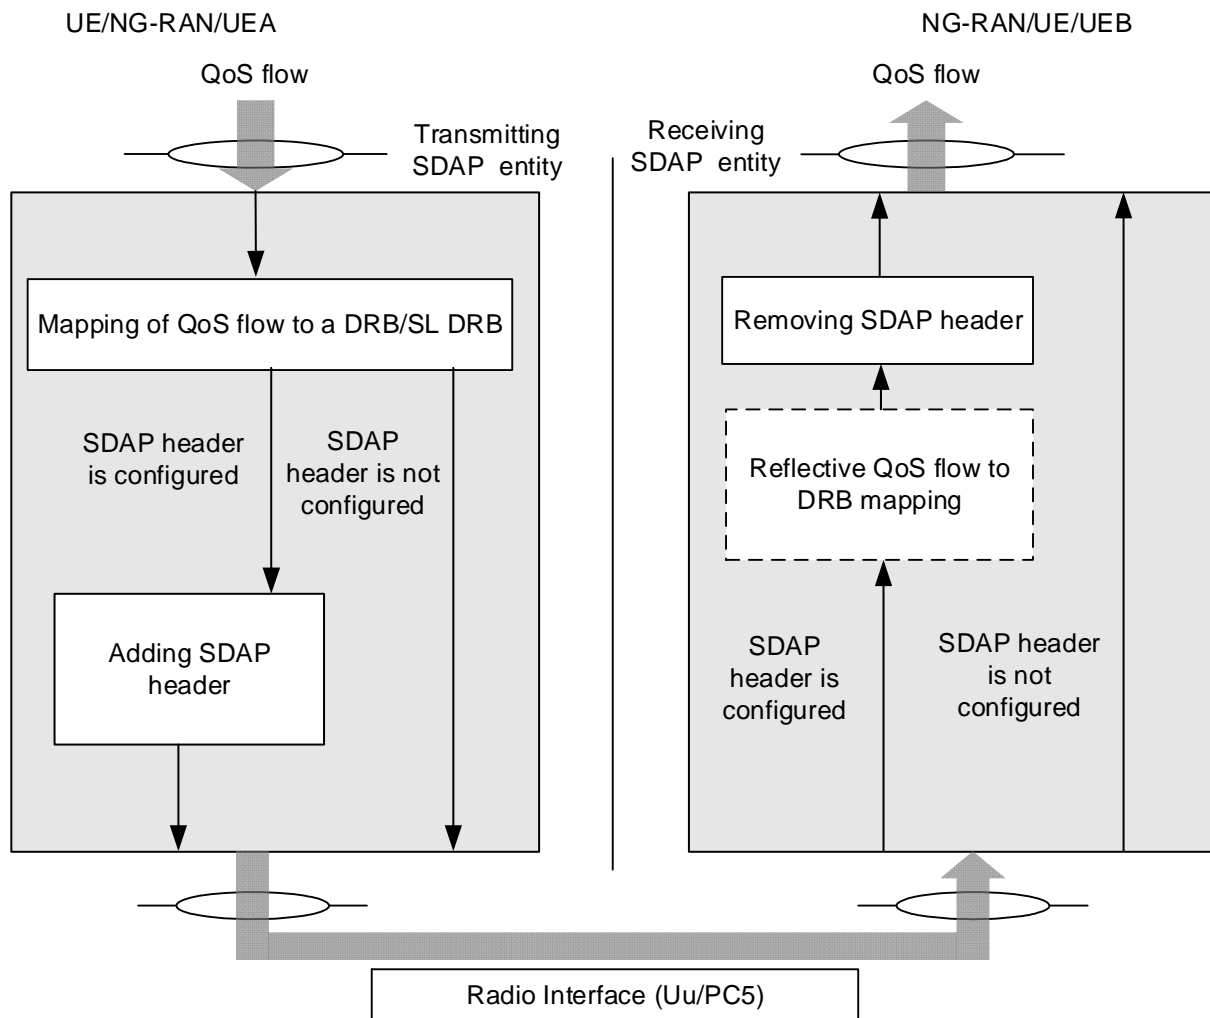 UE/NG-RAN/UEA
NG-RAN/UE/UEB
QoS flow
QoS flow
Transmitting
SDAP entity
Receiving
SDAP entity
Mapping of QoS flow to a DRB/SL DRB
SDAP header
is configured
SDAP
header is not
configured
Adding SDAP
header
Removing SDAP header
Reflective QoS flow to
DRB mapping
SDAP
header is
configured
SDAP header
is not
configured
Radio Interface (Uu/PC5)